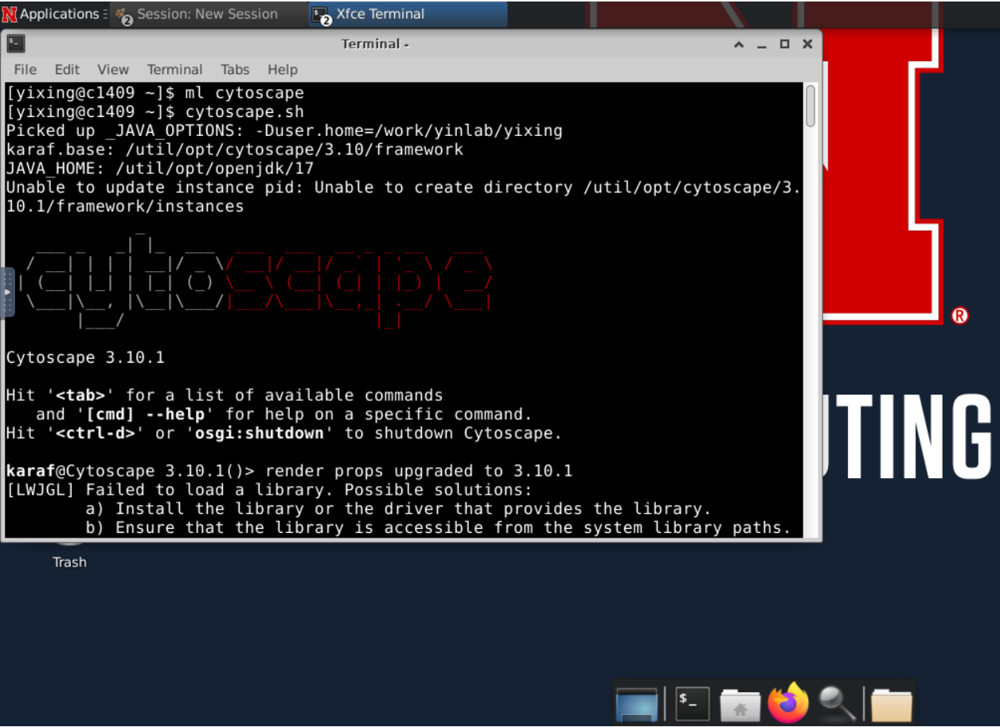 Applications
2 Session: New Session
2 Xfce Terminal
Terminal -
File Edit View Terminal Tabs Help
[yixing@c1409 ~]$ ml cytoscape
[yixing@c1409 ~]$ cytoscape.sh
Picked up _JAVA_OPTIONS: -Duser.home=/work/yinlab/yixing
karaf.base: /util/opt/cytoscape/3.10/framework
JAVA_HOME: /util/opt/openjdk/17
Unable to update instance pid: Unable to create directory /util/opt/cytoscape/3.
10.1/framework/instances
cytoscape
Cytoscape 3.10.1
Hit '<tab>' for a list of available commands
and '[cmd] --help' for help on a specific command.
Hit '<ctrl-d>' or 'osgi:shutdown' to shutdown Cytoscape.
karaf@Cytoscape 3.10.1()> render props upgraded to 3.10.1
[LWJGL] Failed to load a library. Possible solutions:
a) Install the library or the driver that provides the library.
b) Ensure that the library is accessible from the system library paths.
®
UTING
Trash
$_